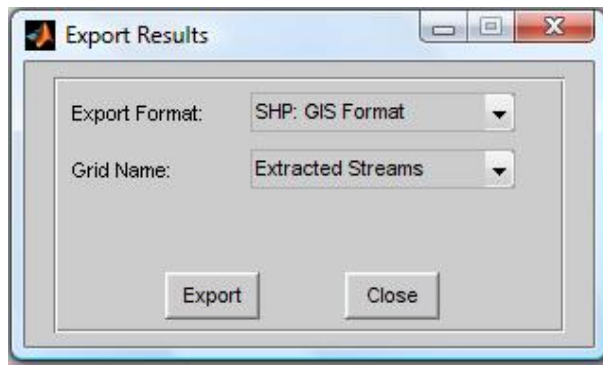 Export Results
Export Format: SHP: GIS Format
Grid Name: Extracted Streams
Export Close